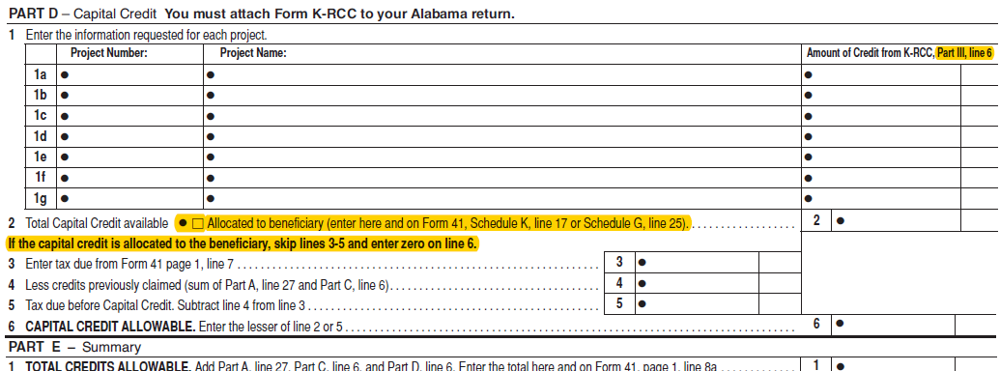 PART D – Capital Credit You must attach Form K-RCC to your Alabama return.
1 Enter the information requested for each project.
Project Number: Project Name: Amount of Credit from K-RCC, Part III, line 6
1a ● ● ●
1b ● ● ●
1c ● ● ●
1d ● ● ●
1e ● ● ●
1f ● ● ●
1g ● ● ●
2 Total Capital Credit available ● □ Allocated to beneficiary (enter here and on Form 41, Schedule K, line 17 or Schedule G, line 25). . . . . . . . . . . . . . . . . . 2 ●
If the capital credit is allocated to the beneficiary, skip lines 3-5 and enter zero on line 6.
3 Enter tax due from Form 41 page 1, line 7 . . . . . . . . . . . . . . . . . . . . 3 ●
4 Less credits previously claimed (sum of Part A, line 27 and Part C, line 6). . . . . . . . . . . . . . . . . . . . 4 ●
5 Tax due before Capital Credit. Subtract line 4 from line 3 . . . . . . . . . . . . . . . . . . . . 5 ●
6 CAPITAL CREDIT ALLOWABLE. Enter the lesser of line 2 or 5 . . . . . . . . . . . . . . . . . . . . 6 ●
PART E – Summary
1 TOTAL CREDITS ALLOWABLE. Add Part A, line 27, Part C, line 6, and Part D, line 6. Enter the total here and on Form 41, page 1, line 8a . . . . . . . . . . . . 1 ●